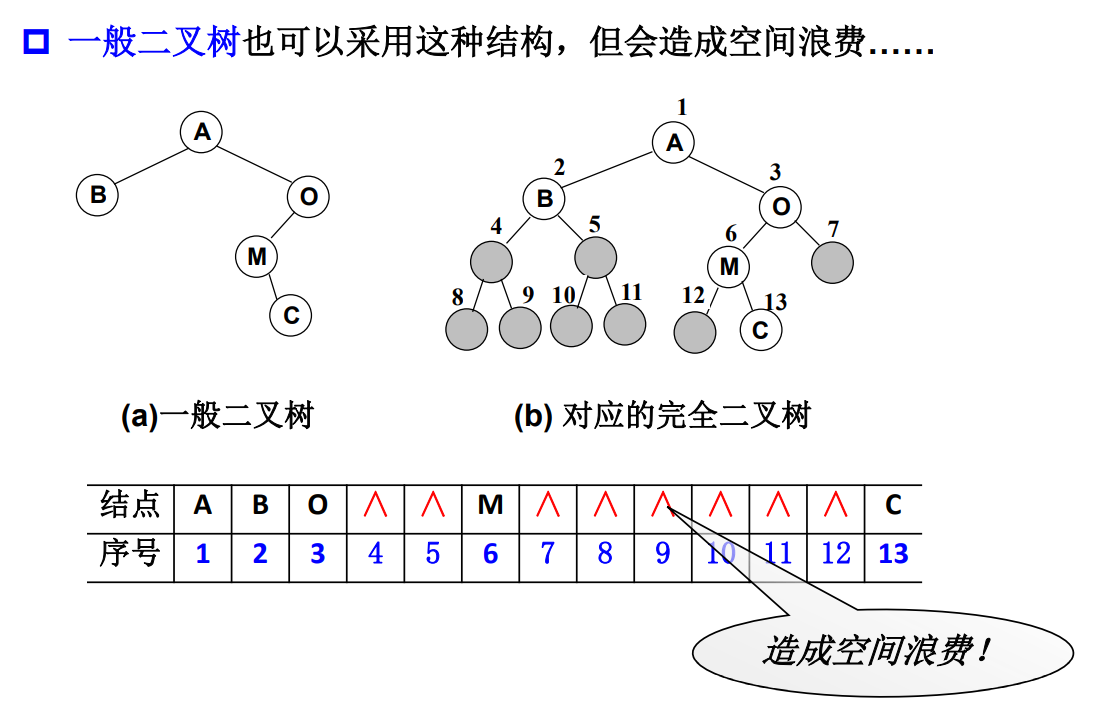 一般二叉树也可以采用这种结构，但会造成空间浪费……
A
B
O
M
C
1
A
2
3
B
O
4
5
6
7
M
8
9
10
11
12
13
C
(a)一般二叉树
(b) 对应的完全二叉树
结点 A B O ∧ ∧ M ∧ ∧ ∧ ∧ ∧ ∧ C
序号 1 2 3 4 5 6 7 8 9 10 11 12 13
造成空间浪费！